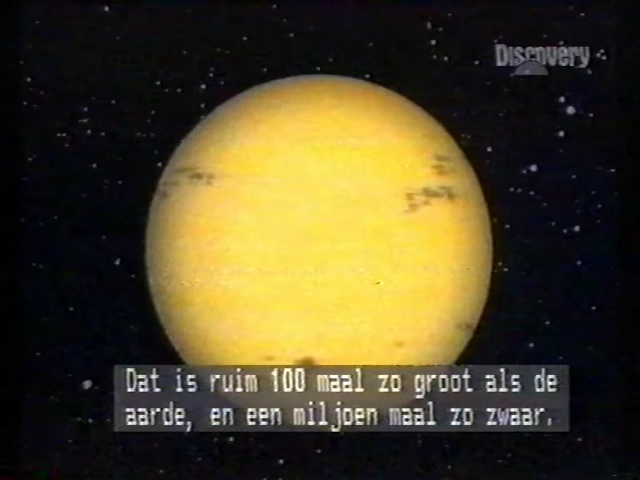 Discovery
Dat is ruim 100 maal zo groot als de
aarde, en een miljoen maal zo zwaar.